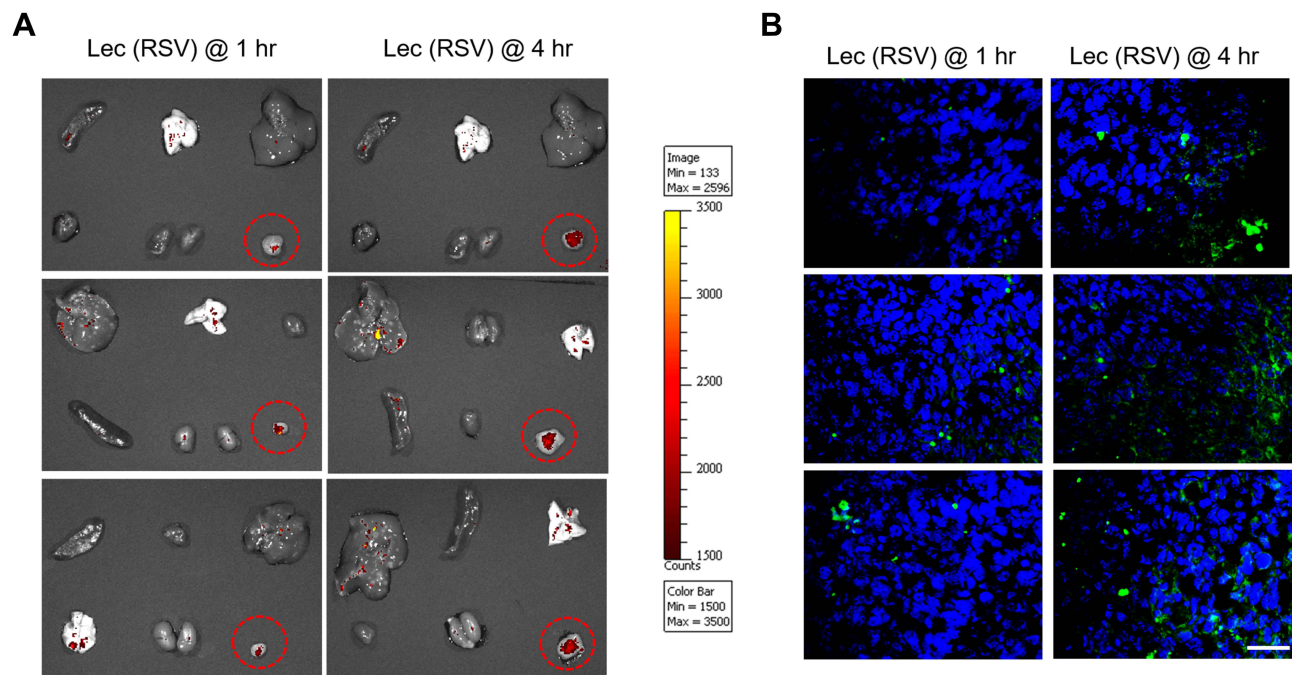 A
B
Lec (RSV) @ 1 hr
Lec (RSV) @ 4 hr
Lec (RSV) @ 1 hr
Lec (RSV) @ 4 hr
Image
Min = 133
Max = 2596
3500
3000
2500
2000
1500
Counts
Color Bar
Min = 1500
Max = 3500